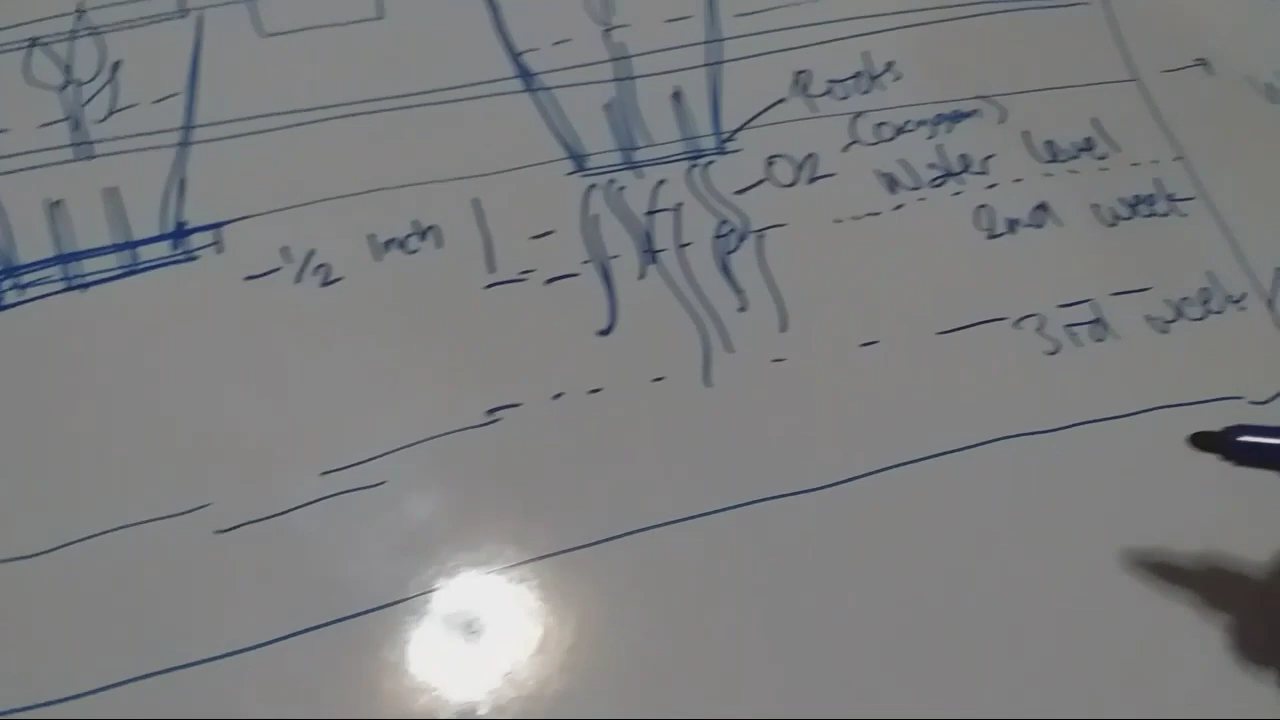 Roots
(oxygen)
- O2
Water level
- 1/2 inch
2nd week
3rd week